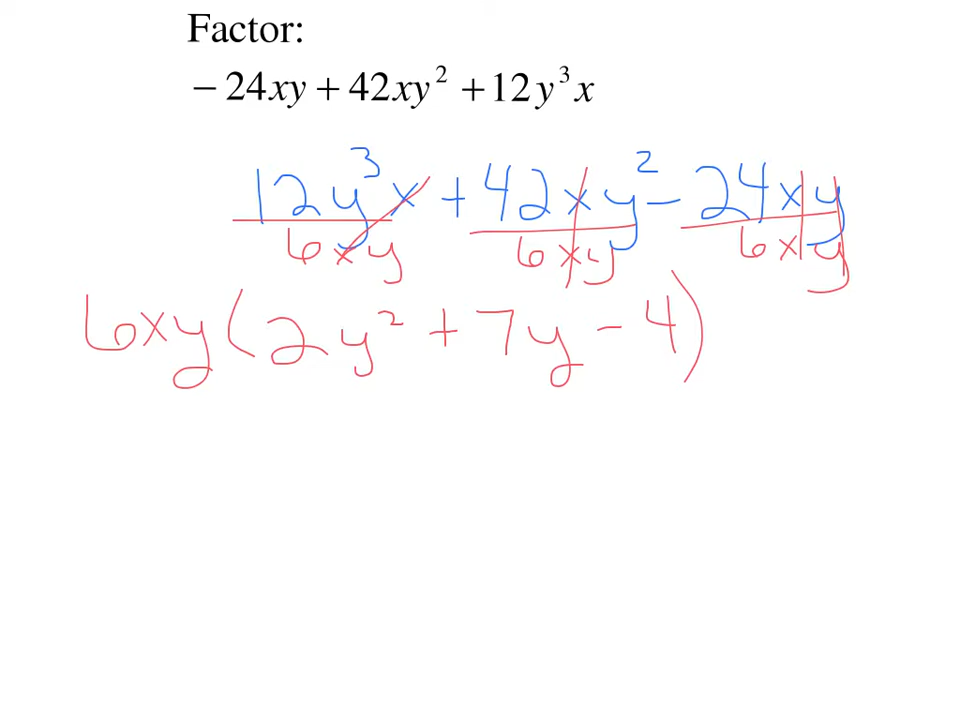 Factor:
− 24xy + 42xy² + 12y³x
12y³x + 42xy² − 24xy
6xy 6xy 6xy
6xy(2y² + 7y − 4)